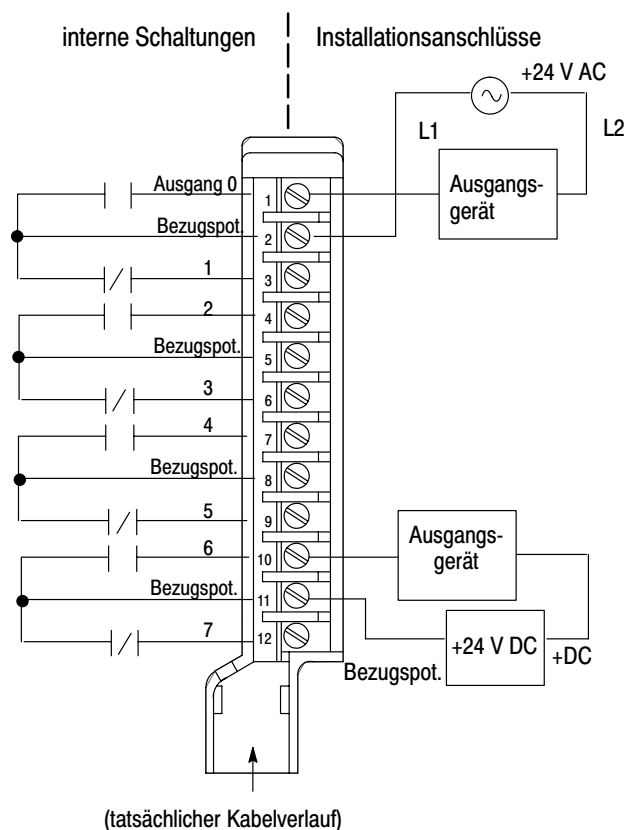 interne Schaltungen
Installationsanschlüsse
+24 V AC
L1
L2
Ausgang 0
1
Ausgangs-
gerät
Bezugspot.
2
1
3
2
4
Bezugspot.
5
3
6
4
7
Bezugspot.
8
5
9
6
10
Ausgangs-
gerät
Bezugspot.
11
7
12
Bezugspot.
+24 V DC
+DC
(tatsächlicher Kabelverlauf)